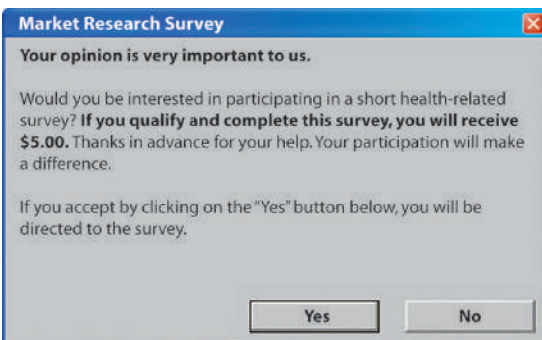 Market Research Survey
Your opinion is very important to us.
Would you be interested in participating in a short health-related
survey? If you qualify and complete this survey, you will receive
$5.00. Thanks in advance for your help. Your participation will make
a difference.
If you accept by clicking on the "Yes" button below, you will be
directed to the survey.
Yes No